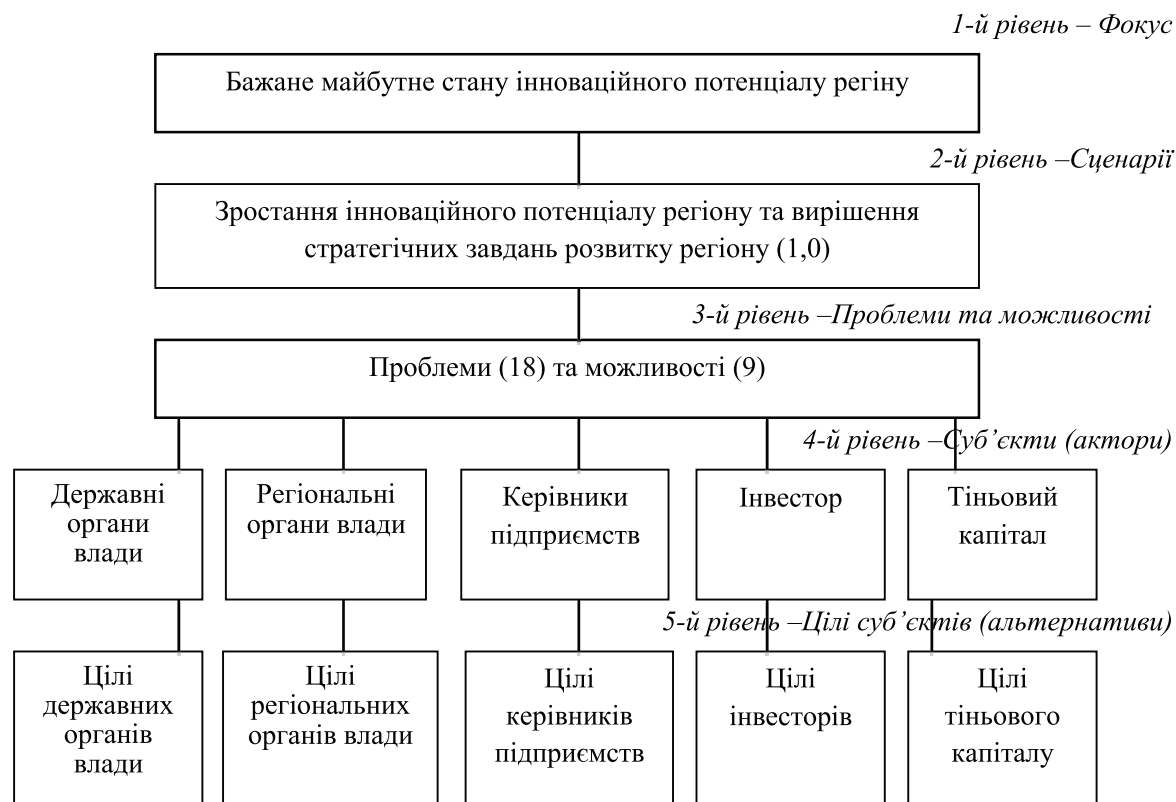 1-й рівень – Фокус
Бажане майбутне стану інноваційного потенціалу регіну
2-й рівень –Сценарії
Зростання інноваційного потенціалу регіону та вирішення
стратегічних завдань розвитку регіону (1,0)
3-й рівень –Проблеми та можливості
Проблеми (18) та можливості (9)
4-й рівень –Суб’єкти (актори)
Державні
органи
влади
Регіональні
органи влади
Керівники
підприємств
Інвестор
Тіньовий
капітал
5-й рівень –Цілі суб’єктів (альтернативи)
Цілі
державних
органів
влади
Цілі
регіональних
органів влади
Цілі
керівників
підприємств
Цілі
інвесторів
Цілі
тіньового
капіталу